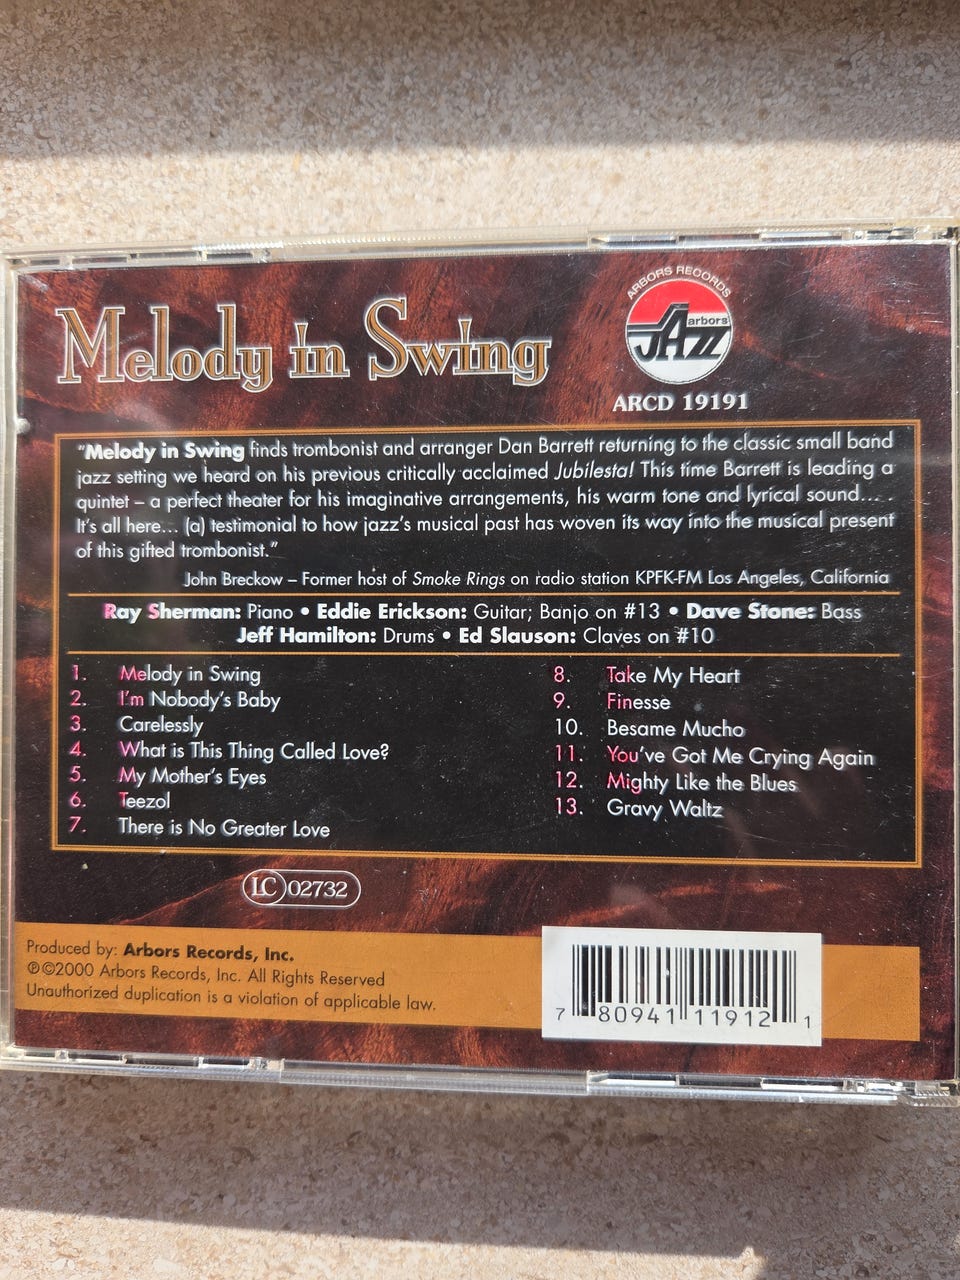 Melody in Swing
ARBORS RECORDS
arbors
JAzz
ARCD 19191
"Melody in Swing finds trombonist and arranger Dan Barrett returning to the classic small band
jazz setting we heard on his previous critically acclaimed Jubilesta! This time Barrett is leading a
quintet – a perfect theater for his imaginative arrangements, his warm tone and lyrical sound... .
It's all here... (a) testimonial to how jazz's musical past has woven its way into the musical present
of this gifted trombonist."
John Breckow – Former host of Smoke Rings on radio station KPFK-FM Los Angeles, California
Ray Sherman: Piano • Eddie Erickson: Guitar; Banjo on #13 • Dave Stone: Bass
Jeff Hamilton: Drums • Ed Slauson: Claves on #10
1. Melody in Swing
2. I'm Nobody's Baby
3. Carelessly
4. What is This Thing Called Love?
5. My Mother's Eyes
6. Teezol
7. There is No Greater Love
8. Take My Heart
9. Finesse
10. Besame Mucho
11. You've Got Me Crying Again
12. Mighty Like the Blues
13. Gravy Waltz
LC 02732
Produced by: Arbors Records, Inc.
℗©2000 Arbors Records, Inc. All Rights Reserved
Unauthorized duplication is a violation of applicable law.
7 80941 11912 1